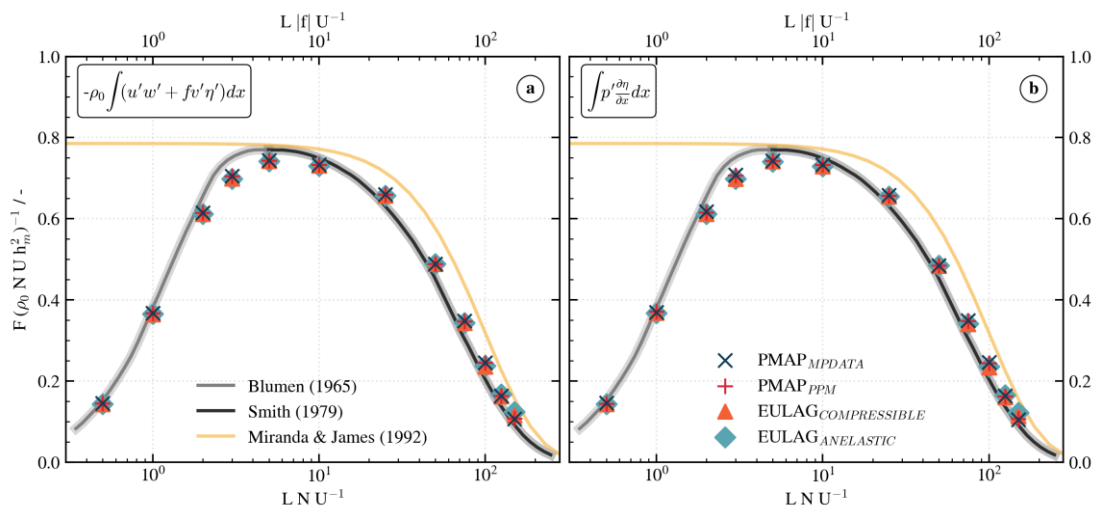 L |f| U⁻¹
L |f| U⁻¹
10⁰ 10¹ 10²
10⁰ 10¹ 10²
-ρ₀ ∫(u′w′ + fv′η′)dx
a
∫p′ ∂η/∂x dx
b
F (ρ₀ N U h²ₘ)⁻¹ / -
1.0
0.8
0.6
0.4
0.2
0.0
Blumen (1965)
Smith (1979)
Miranda & James (1992)
PMAP_MPDATA
PMAP_PPM
EULAG_COMPRESSIBLE
EULAG_ANELASTIC
1.0
0.8
0.6
0.4
0.2
0.0
10⁰ 10¹ 10²
10⁰ 10¹ 10²
L N U⁻¹
L N U⁻¹